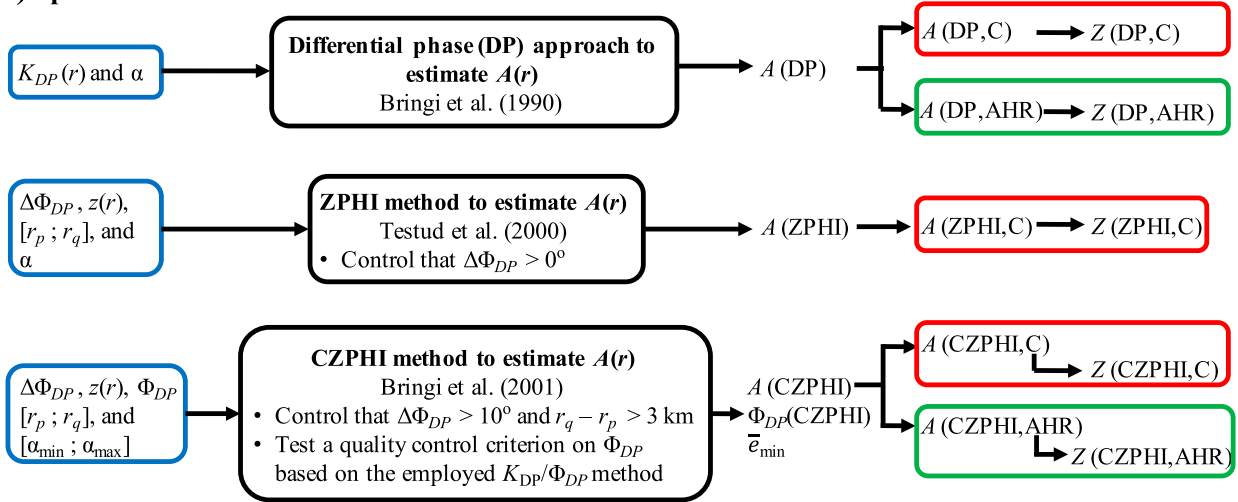 K_DP (r) and α
Differential phase (DP) approach to
estimate A(r)
Bringi et al. (1990)
A (DP)
A (DP,C) Z (DP,C)
A (DP,AHR) Z (DP,AHR)
ΔΦ_DP , z(r),
[r_p ; r_q], and
α
ZPHI method to estimate A(r)
Testud et al. (2000)
• Control that ΔΦ_DP > 0°
A (ZPHI)
A (ZPHI,C) Z (ZPHI,C)
ΔΦ_DP, z(r), Φ_DP
[r_p ; r_q], and
[α_min ; α_max]
CZPHI method to estimate A(r)
Bringi et al. (2001)
• Control that ΔΦ_DP > 10° and r_q – r_p > 3 km
• Test a quality control criterion on Φ_DP
based on the employed K_DP/Φ_DP method
A (CZPHI)
Φ_DP(CZPHI)
e̅_min
A (CZPHI,C)
Z (CZPHI,C)
A (CZPHI,AHR)
Z (CZPHI,AHR)